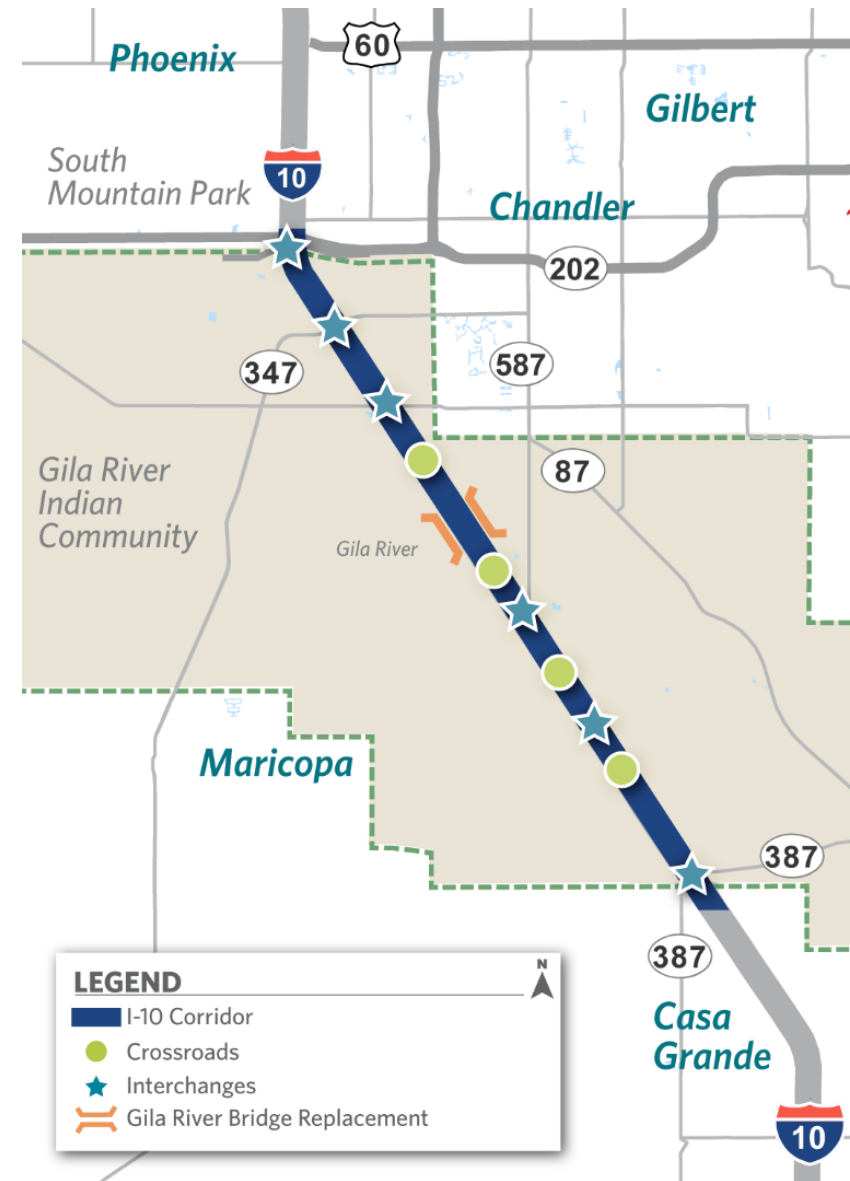 60
Phoenix
Gilbert
South
Mountain Park
10
Chandler
202
347
587
Gila River
Indian
Community
87
Gila River
Maricopa
387
387
LEGEND
N
I-10 Corridor
Crossroads
Interchanges
Gila River Bridge Replacement
Casa
Grande
10